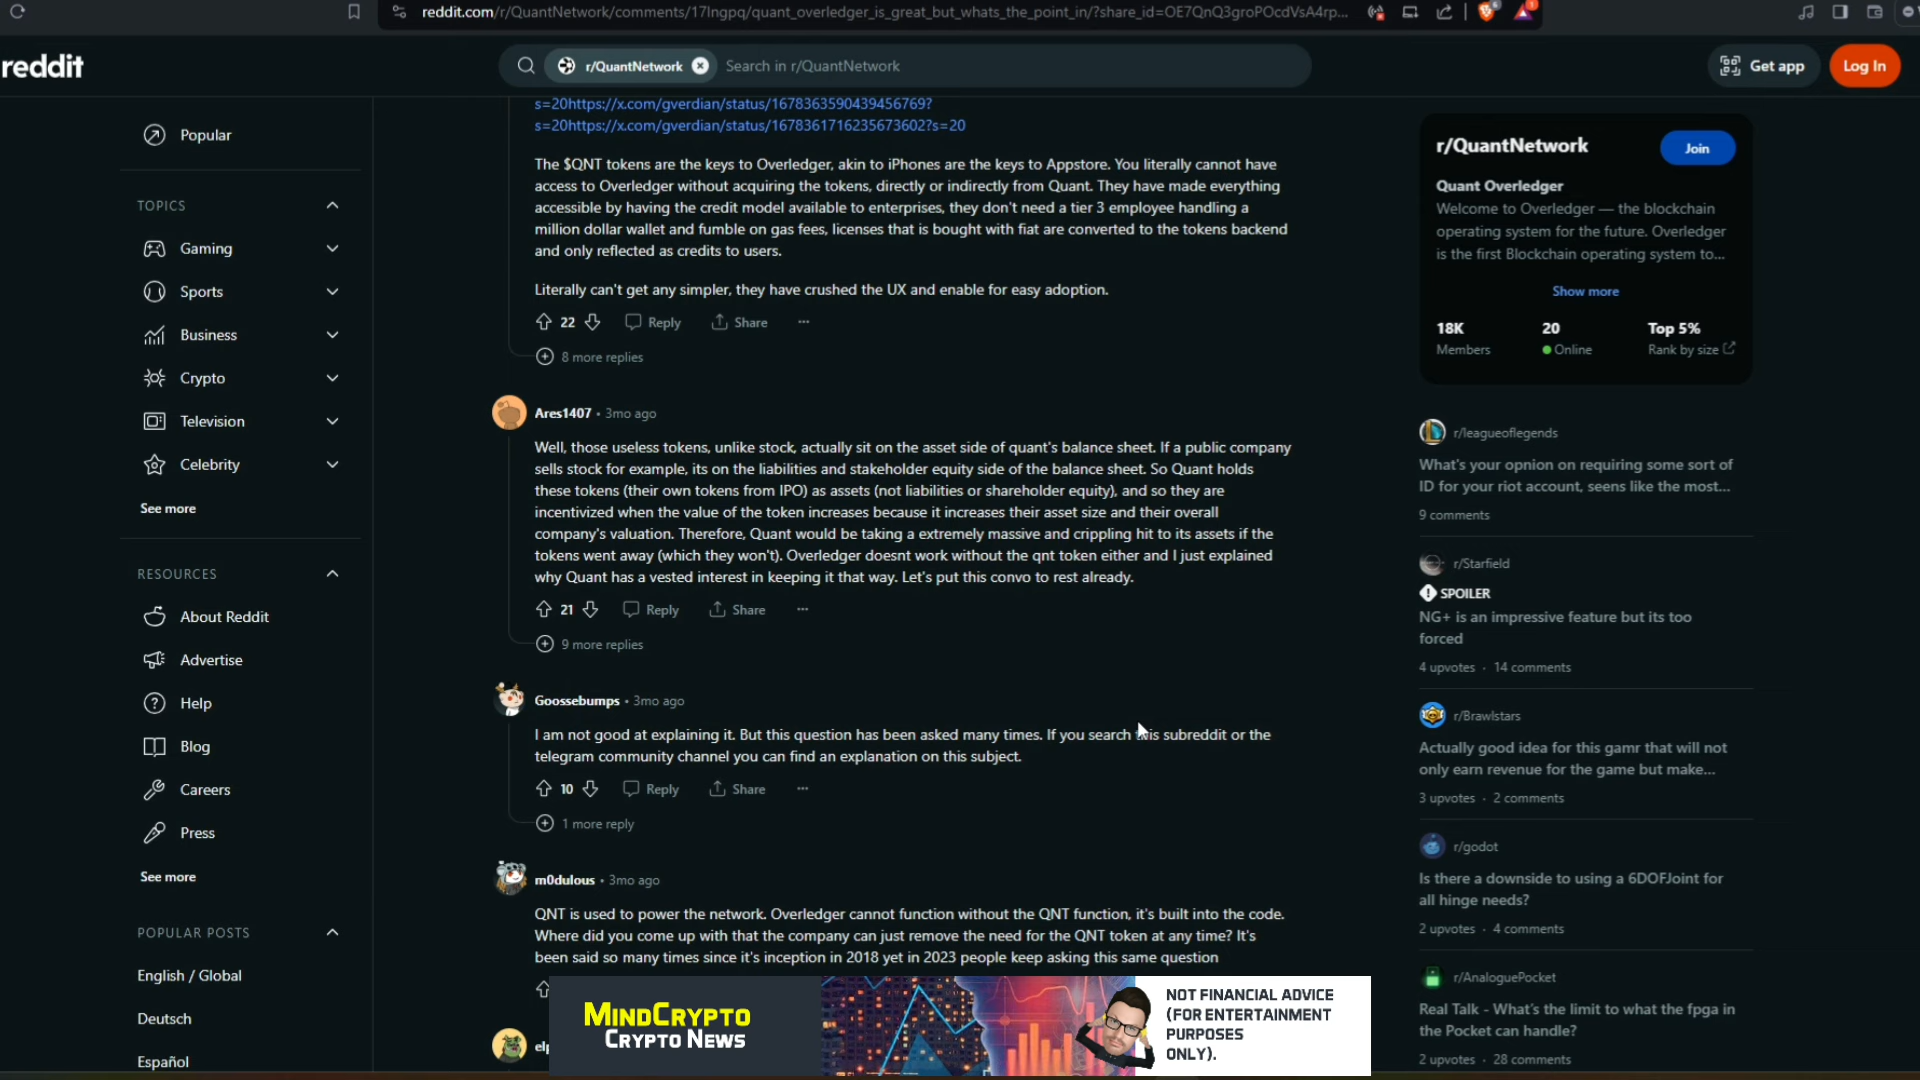 reddit.com/r/QuantNetwork/comments/17lngpq/quant_overledger_is_great_but_whats_the_point_in/?share_id=OE7QnQ3groPOcdVsA4rp...
reddit
r/QuantNetwork
Search in r/QuantNetwork
Get app
Log In
Popular
TOPICS
Gaming
Sports
Business
Crypto
Television
Celebrity
See more
RESOURCES
About Reddit
Advertise
Help
Blog
Careers
Press
See more
POPULAR POSTS
English / Global
Deutsch
Español
s=20https://x.com/gverdian/status/1678363590439456769?
s=20https://x.com/gverdian/status/1678361716235673602?s=20
The $QNT tokens are the keys to Overledger, akin to iPhones are the keys to Appstore. You literally cannot have
access to Overledger without acquiring the tokens, directly or indirectly from Quant. They have made everything
accessible by having the credit model available to enterprises, they don't need a tier 3 employee handling a
million dollar wallet and fumble on gas fees, licenses that is bought with fiat are converted to the tokens backend
and only reflected as credits to users.
Literally can't get any simpler, they have crushed the UX and enable for easy adoption.
22 Reply Share ...
8 more replies
Ares1407 • 3mo ago
Well, those useless tokens, unlike stock, actually sit on the asset side of quant's balance sheet. If a public company
sells stock for example, its on the liabilities and stakeholder equity side of the balance sheet. So Quant holds
these tokens (their own tokens from IPO) as assets (not liabilities or shareholder equity), and so they are
incentivized when the value of the token increases because it increases their asset size and their overall
company's valuation. Therefore, Quant would be taking a extremely massive and crippling hit to its assets if the
tokens went away (which they won't). Overledger doesnt work without the qnt token either and I just explained
why Quant has a vested interest in keeping it that way. Let's put this convo to rest already.
21 Reply Share ...
9 more replies
Goossebumps • 3mo ago
I am not good at explaining it. But this question has been asked many times. If you search this subreddit or the
telegram community channel you can find an explanation on this subject.
10 Reply Share ...
1 more reply
m0dulous • 3mo ago
QNT is used to power the network. Overledger cannot function without the QNT function, it's built into the code.
Where did you come up with that the company can just remove the need for the QNT token at any time? It's
been said so many times since it's inception in 2018 yet in 2023 people keep asking this same question
MINDCRYPTO
CRYPTO NEWS
NOT FINANCIAL ADVICE
(FOR ENTERTAINMENT
PURPOSES
ONLY).
r/QuantNetwork
Join
Quant Overledger
Welcome to Overledger — the blockchain
operating system for the future. Overledger
is the first Blockchain operating system to...
Show more
18K 20 Top 5%
Members Online Rank by size
r/leagueoflegends
What's your opnion on requiring some sort of
ID for your riot account, seens like the most...
9 comments
r/Starfield
SPOILER
NG+ is an impressive feature but its too
forced
4 upvotes · 14 comments
r/Brawlstars
Actually good idea for this gamr that will not
only earn revenue for the game but make...
3 upvotes · 2 comments
r/godot
Is there a downside to using a 6DOFJoint for
all hinge needs?
2 upvotes · 4 comments
r/AnaloguePocket
Real Talk - What's the limit to what the fpga in
the Pocket can handle?
2 upvotes · 28 comments